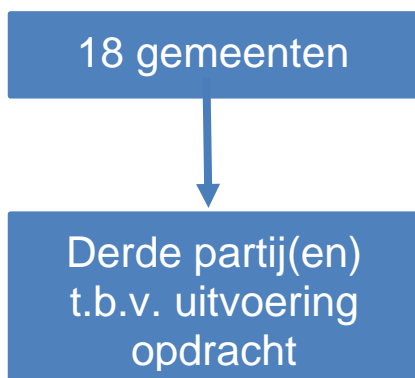 18 gemeenten
Derde partij(en)
t.b.v. uitvoering
opdracht